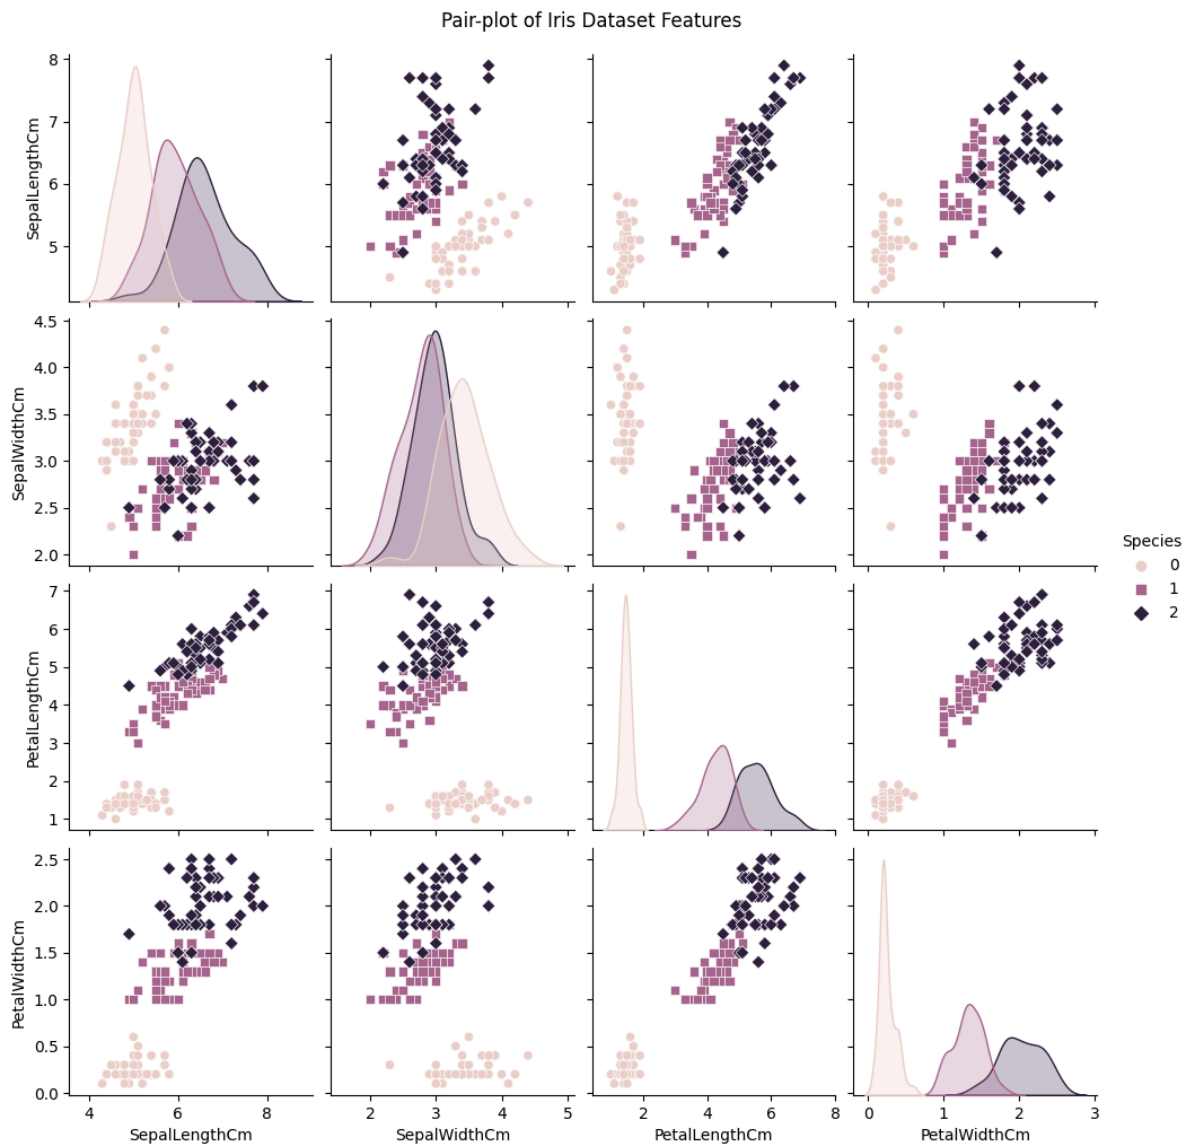 Pair-plot of Iris Dataset Features
SepalLengthCm
8
7
6
5
SepalWidthCm
4.5
4.0
3.5
3.0
2.5
2.0
Species
0
1
2
PetalLengthCm
7
6
5
4
3
2
1
PetalWidthCm
2.5
2.0
1.5
1.0
0.5
0.0
4 6 8
2 3 4 5
2 4 6 8
0 1 2 3
SepalLengthCm
SepalWidthCm
PetalLengthCm
PetalWidthCm